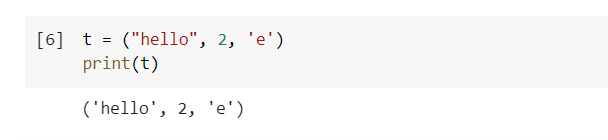 [6] t = ("hello", 2, 'e')
print(t)
('hello', 2, 'e')